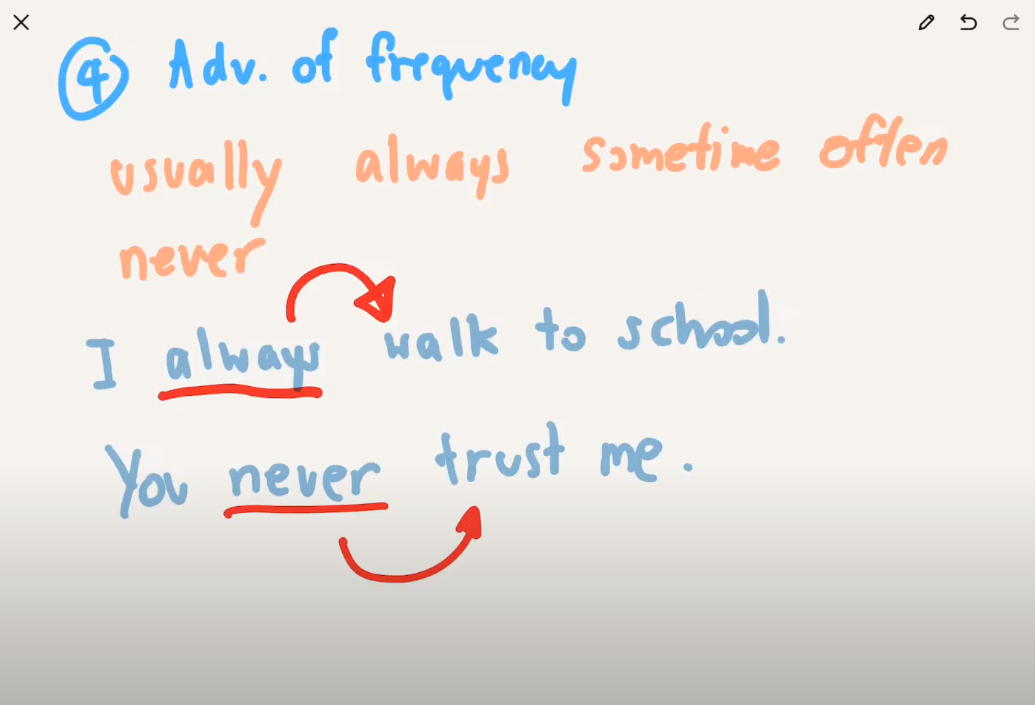 ④ Adv. of frequency
usually always sometime often
never
I always walk to school.
You never trust me.